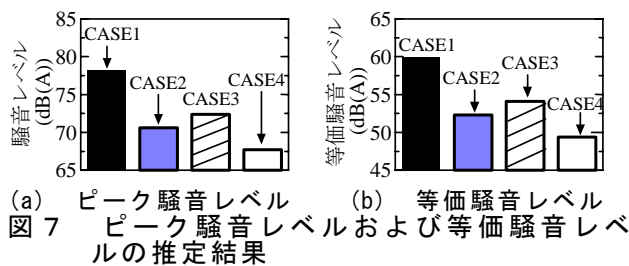 騒音レベル
(dB(A)
85
80
75
70
65
CASE1
CASE2
CASE3
CASE4
等価騒音レベル
(dB(A)
65
60
55
50
45
CASE1
CASE2
CASE3
CASE4
(a) ピーク騒音レベル
(b) 等価騒音レベル
図7 ピーク騒音レベルおよび等価騒音レベ
ルの推定結果